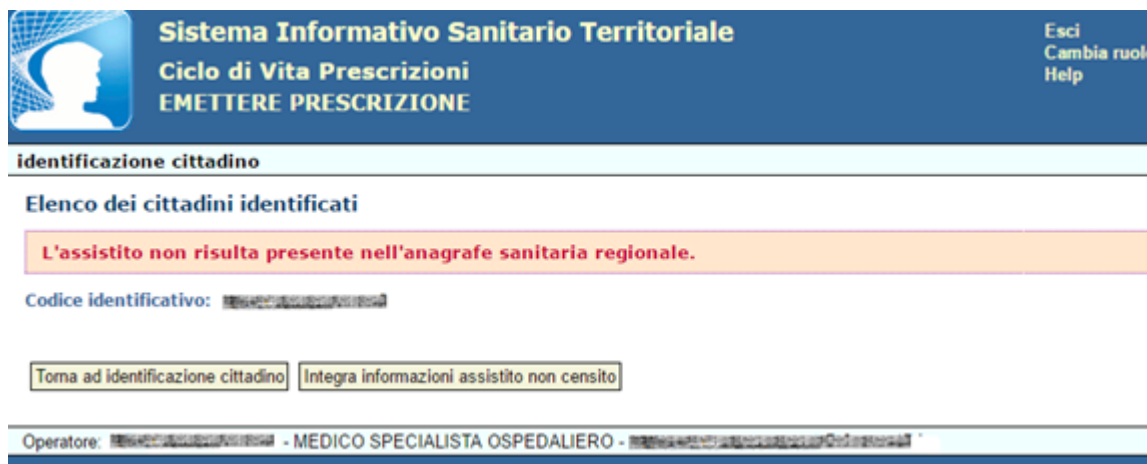 Sistema Informativo Sanitario Territoriale
Ciclo di Vita Prescrizioni
EMETTERE PRESCRIZIONE
Esci
Cambia ruol
Help
identificazione cittadino
Elenco dei cittadini identificati
L'assistito non risulta presente nell'anagrafe sanitaria regionale.
Codice identificativo:
Torna ad identificazione cittadino Integra informazioni assistito non censito
Operatore: - MEDICO SPECIALISTA OSPEDALIERO -